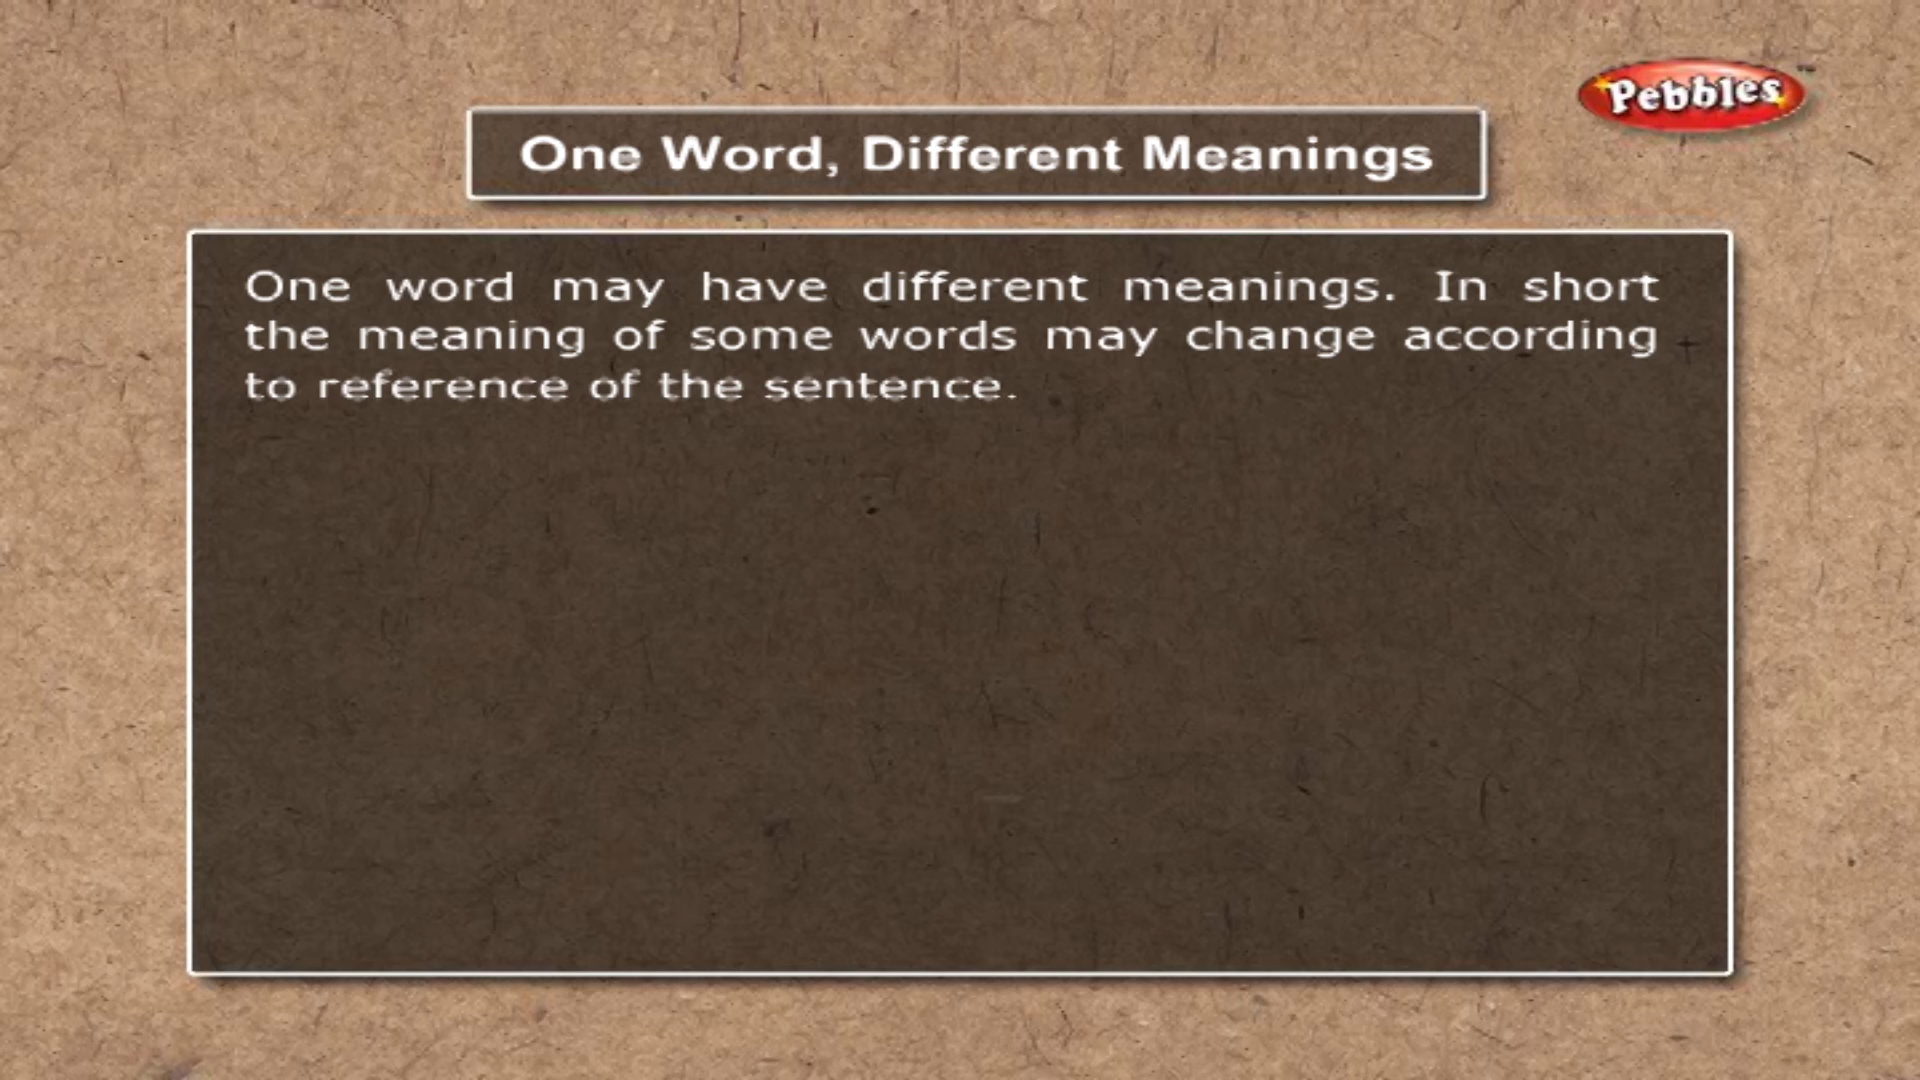 Pebbles
One Word, Different Meanings
One word may have different meanings. In short
the meaning of some words may change according
to reference of the sentence.